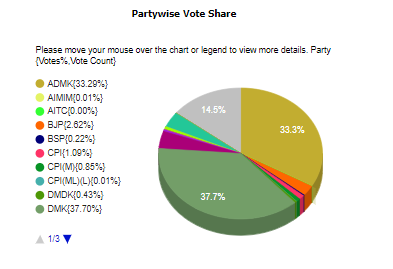 Partywise Vote Share
Please move your mouse over the chart or legend to view more details. Party
{Votes%,Vote Count}
ADMK{33.29%}
AIMIM{0.01%}
AITC{0.00%}
BJP{2.62%}
BSP{0.22%}
CPI{1.09%}
CPI(M){0.85%}
CPI(ML)(L){0.01%}
DMDK{0.43%}
DMK{37.70%}
1/3
14.5%
33.3%
37.7%